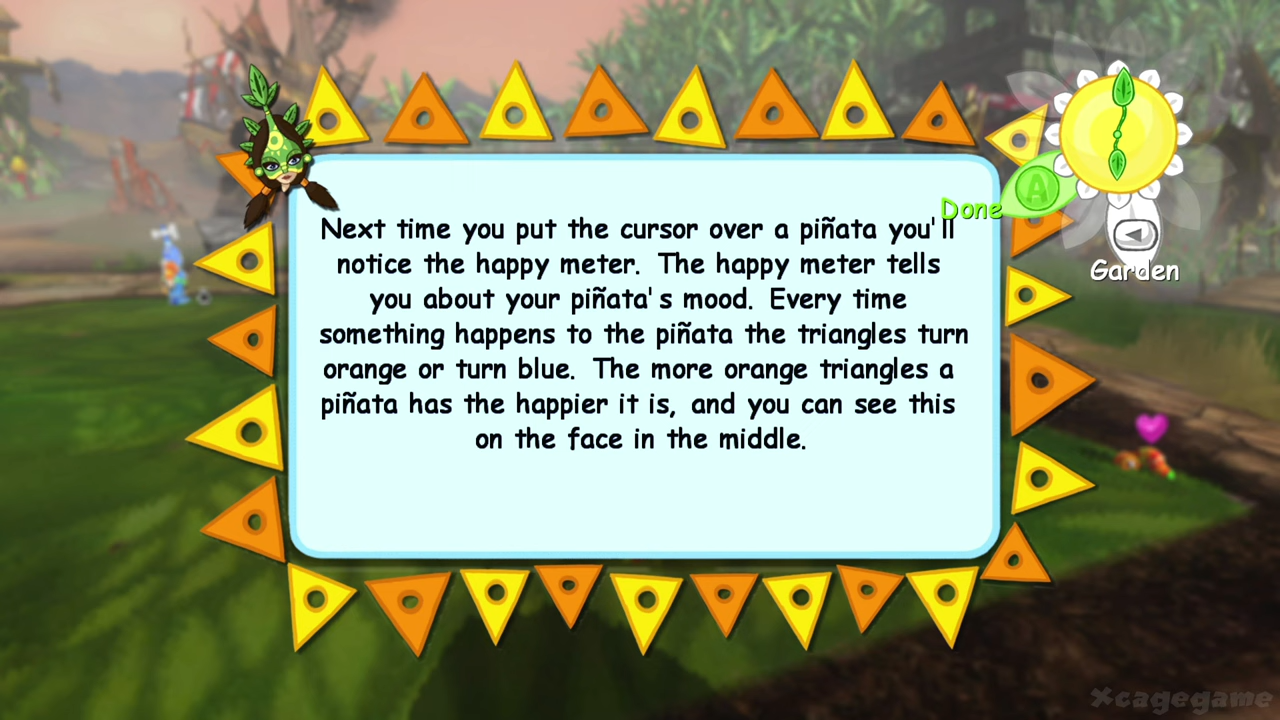 Done
Next time you put the cursor over a piñata you'll
notice the happy meter. The happy meter tells
you about your piñata's mood. Every time
something happens to the piñata the triangles turn
orange or turn blue. The more orange triangles a
piñata has the happier it is, and you can see this
on the face in the middle.
A
Garden
Xcagegame